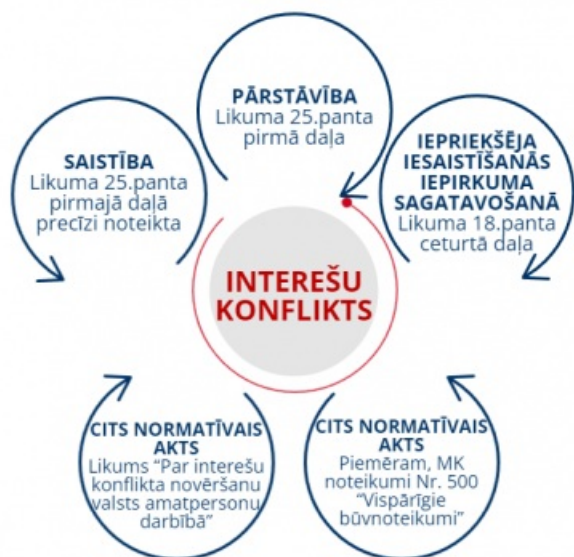 PĀRSTĀVĪBA
Likuma 25.panta
pirmā daļa
SAISTĪBA
Likuma 25.panta
pirmajā daļā
precīzi noteikta
IEPRIEKŠĒJA
IESAISTĪŠANĀS
IEPIRKUMA
SAGATAVOŠANĀ
Likuma 18.panta
ceturtā daļa
INTEREŠU
KONFLIKTS
CITS NORMATĪVAIS
AKTS
Likums “Par interešu
konflikta novēršanu
valsts amatpersonu
darbībā”
CITS NORMATĪVAIS
AKTS
Piemēram, MK
noteikumi Nr. 500
“Vispārīgie
būvnoteikumi”